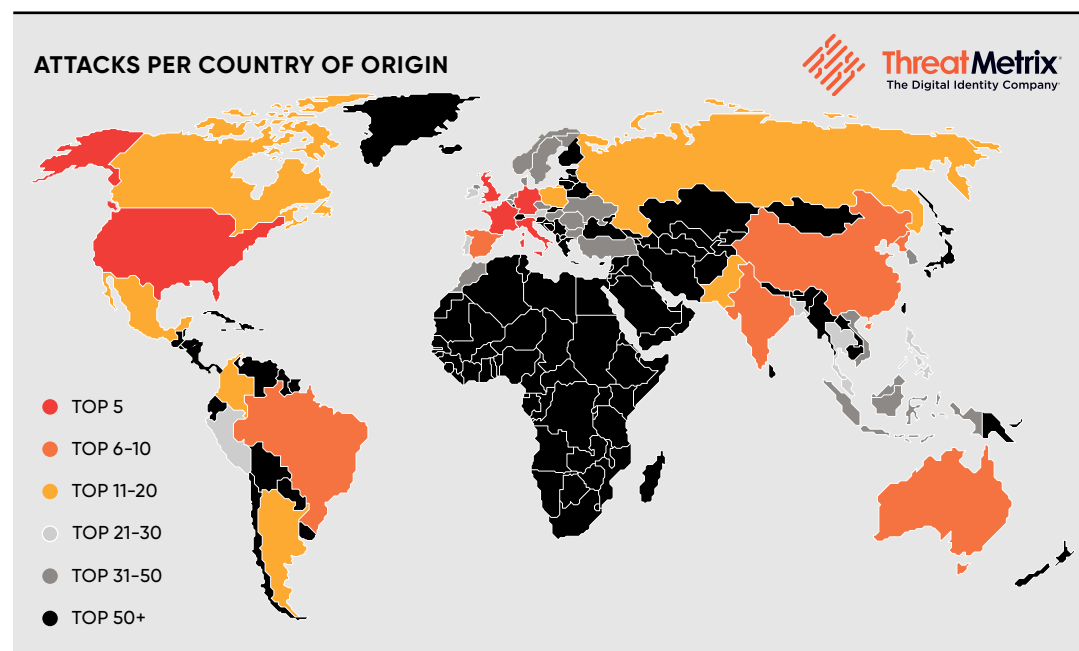 ATTACKS PER COUNTRY OF ORIGIN
ThreatMetrix
The Digital Identity Company
TOP 5
TOP 6-10
TOP 11-20
TOP 21-30
TOP 31-50
TOP 50+